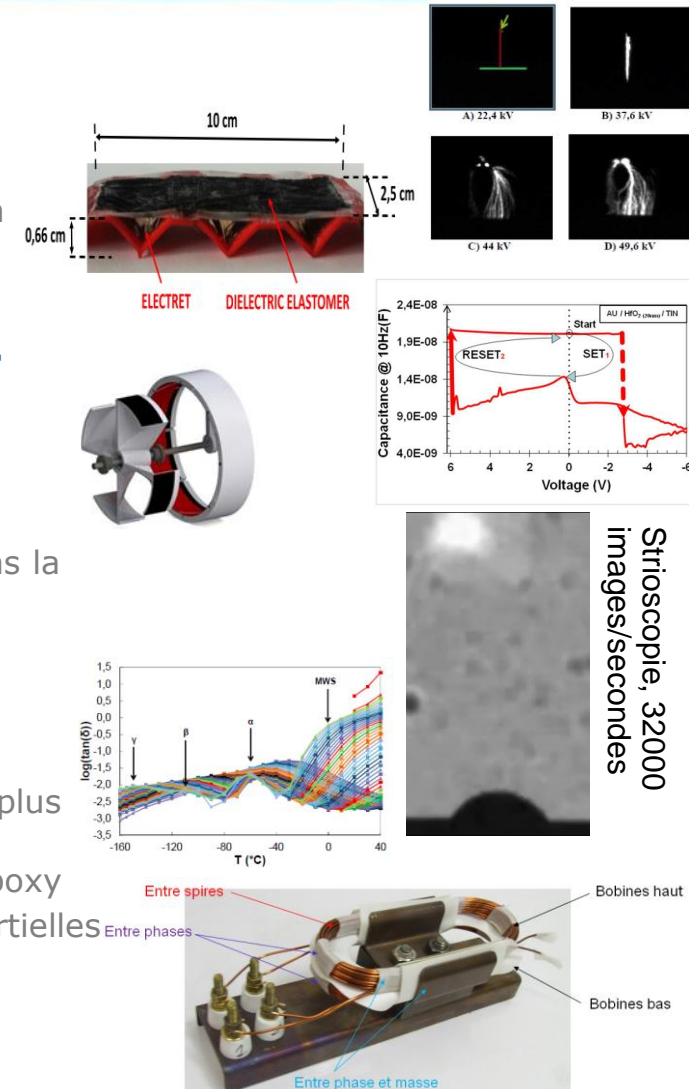 10 cm
2,5 cm
0,66 cm
ELECTRET
DIELECTRIC ELASTOMER
A) 22,4 kV
B) 37,6 kV
C) 44 kV
D) 49,6 kV
Capacitance @ 10Hz(F)
2,4E-08
1,9E-08
1,4E-08
9,0E-09
4,0E-09
AU / HfO2 (20nm) / TIN
Start
RESET2
SET1
6
4
2
0
-2
-4
-6
Voltage (V)
ns la
Strioscopie, 32000
images/secondes
log(tan(δ))
1,5
1,0
0,5
0,0
-0,5
-1,0
-1,5
-2,0
-2,5
-3,0
-3,5
γ
β
α
MWS
-160
-120
-80
-40
0
40
T (°C)
plus
poxy
rtielles
Entre spires
Entre phases
Entre phase et masse
Bobines haut
Bobines bas